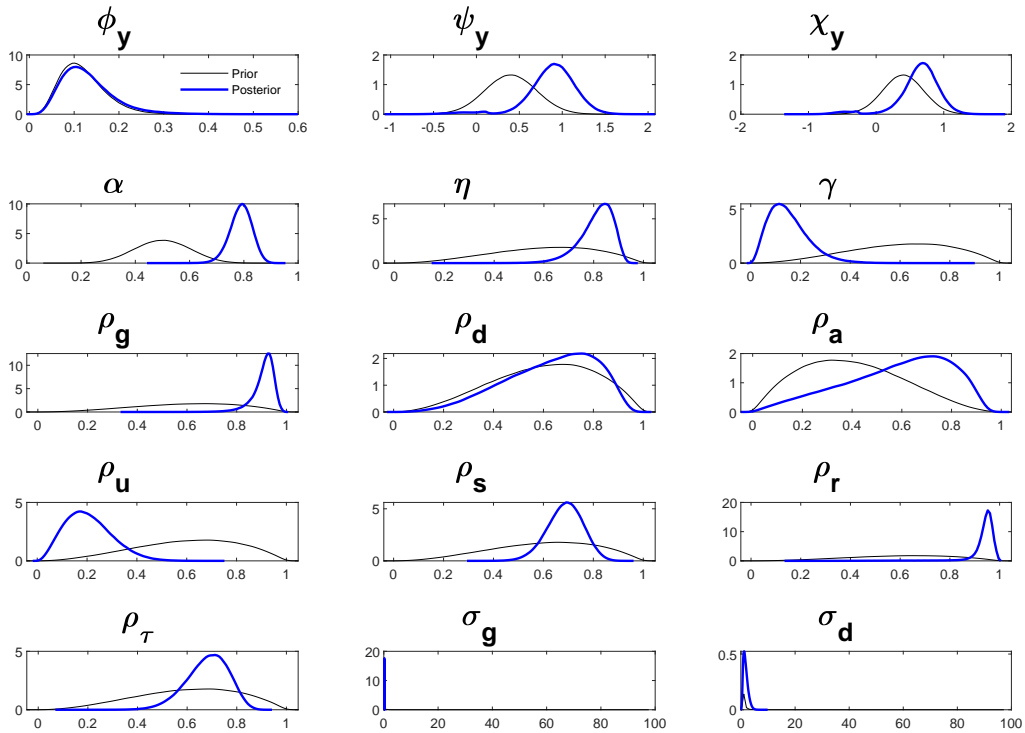 ϕy ψy χy
10 5 0 Prior Posterior 2 1 0 2 1 0
0 0.1 0.2 0.3 0.4 0.5 0.6 -1 -0.5 0 0.5 1 1.5 2 -2 -1 0 1 2
α η γ
10 5 0 5 0 5 0
0 0.2 0.4 0.6 0.8 1 0 0.2 0.4 0.6 0.8 1 0 0.2 0.4 0.6 0.8 1
ρg ρd ρa
10 5 0 2 1 0 2 1 0
0 0.2 0.4 0.6 0.8 1 0 0.2 0.4 0.6 0.8 1 0 0.2 0.4 0.6 0.8 1
ρu ρs ρr
5 0 5 0 20 10 0
0 0.2 0.4 0.6 0.8 1 0 0.2 0.4 0.6 0.8 1 0 0.2 0.4 0.6 0.8 1
ρτ σg σd
5 0 20 10 0 0.5 0
0 0.2 0.4 0.6 0.8 1 0 20 40 60 80 100 0 20 40 60 80 100